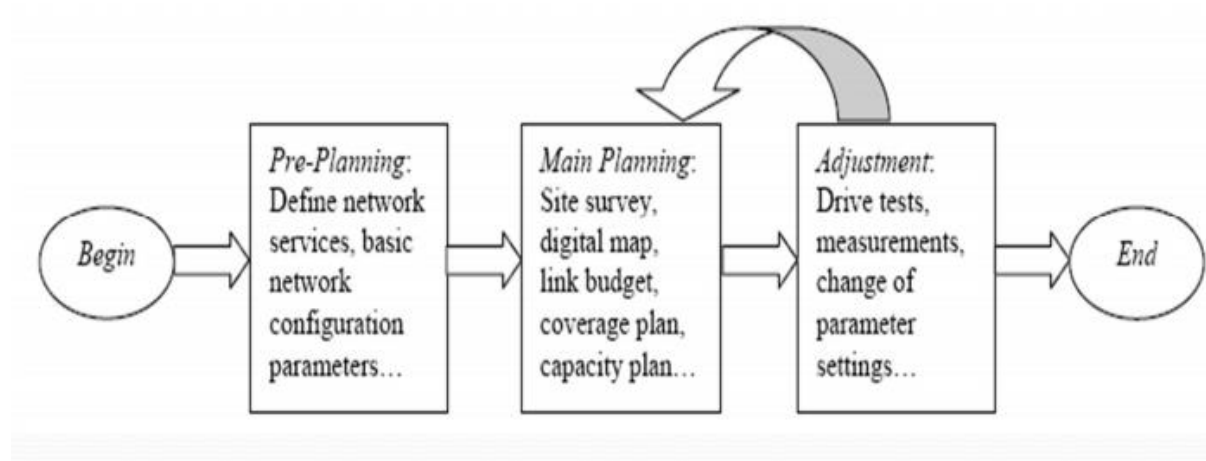 Begin
Pre-Planning:
Define network
services, basic
network
configuration
parameters…
Main Planning:
Site survey,
digital map,
link budget,
coverage plan,
capacity plan…
Adjustment:
Drive tests,
measurements,
change of
parameter
settings…
End